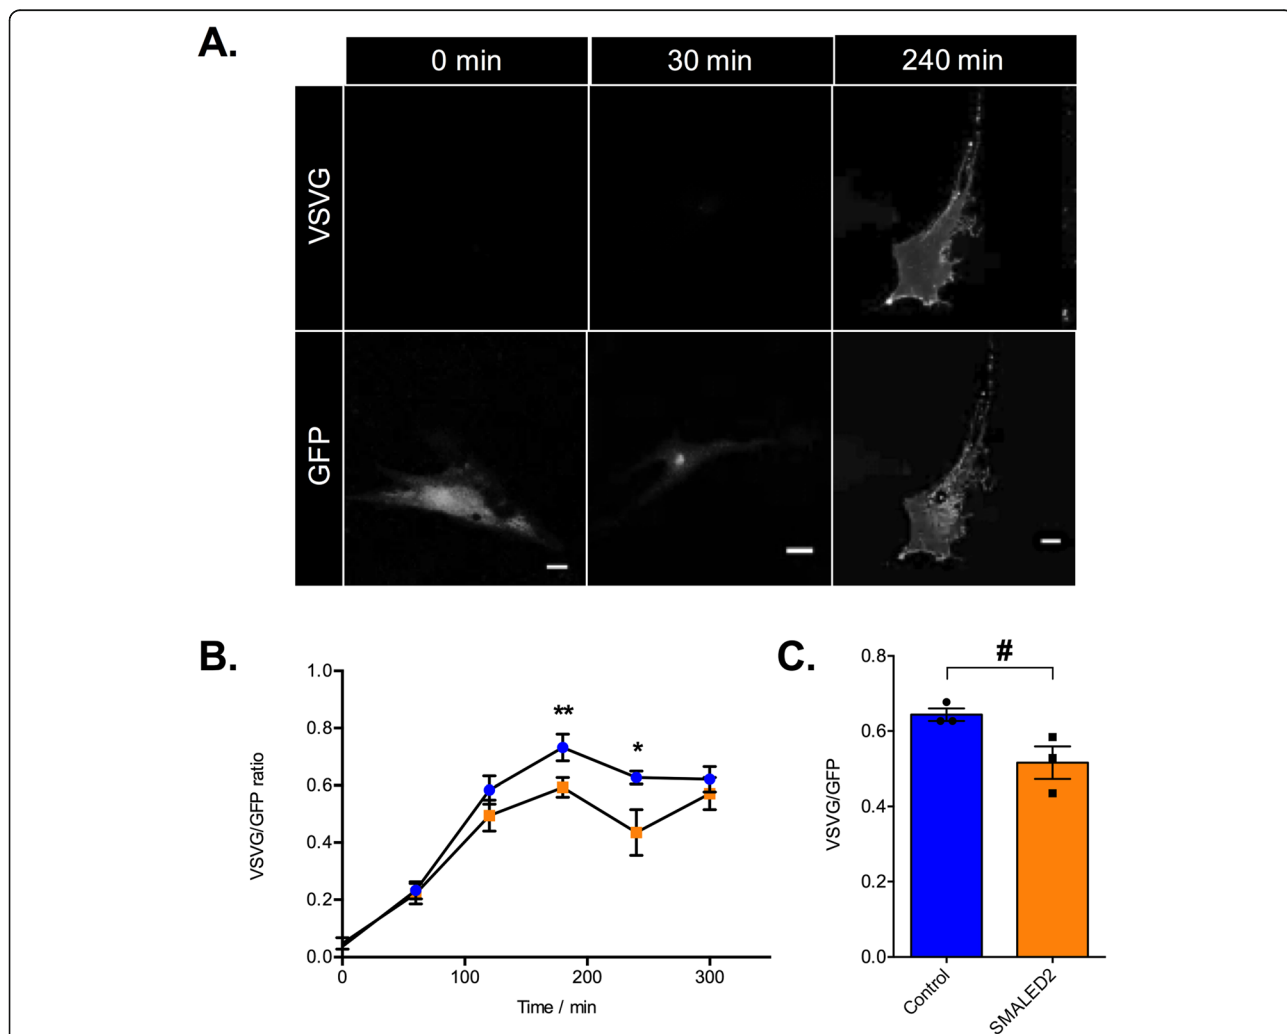 A.
0 min 30 min 240 min
VSVG
GFP
B.
1.0
0.8
0.6
0.4
0.2
0.0
VSVG/GFP ratio
**
*
0 100 200 300
Time / min
C.
#
0.8
0.6
0.4
0.2
0.0
VSVG/GFP
Control
SMALED2